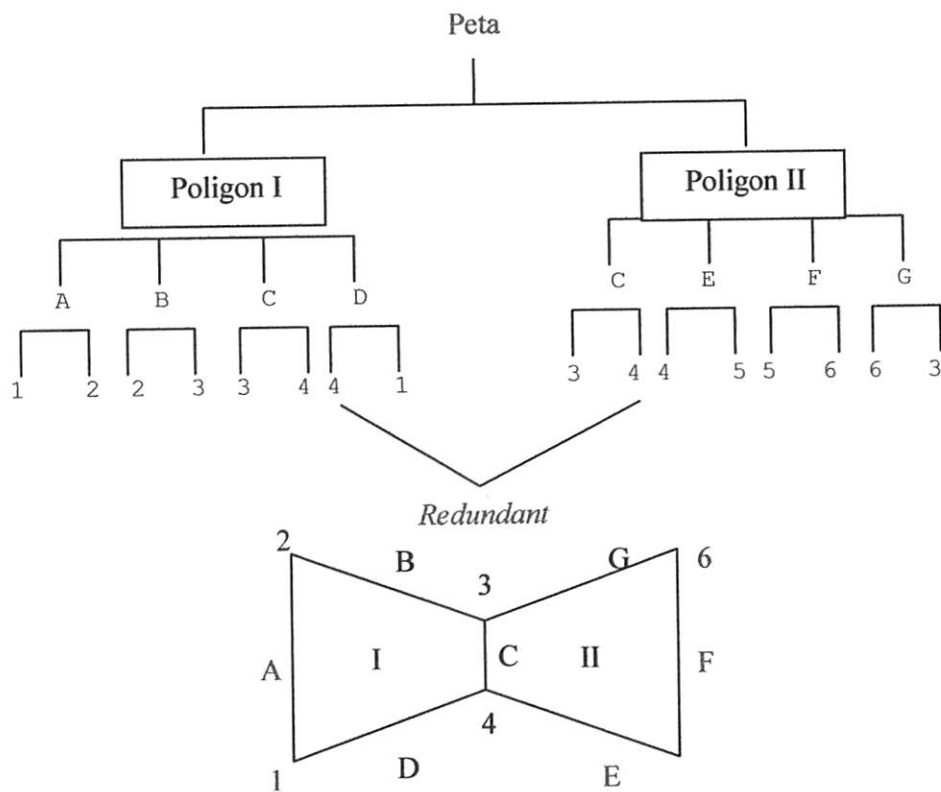 Peta
Poligon I Poligon II
A B C D C E F G
1 2 2 3 3 4 4 1 3 4 4 5 5 6 6 3
Redundant
2 B G 6
3
A I C II F
4
1 D E